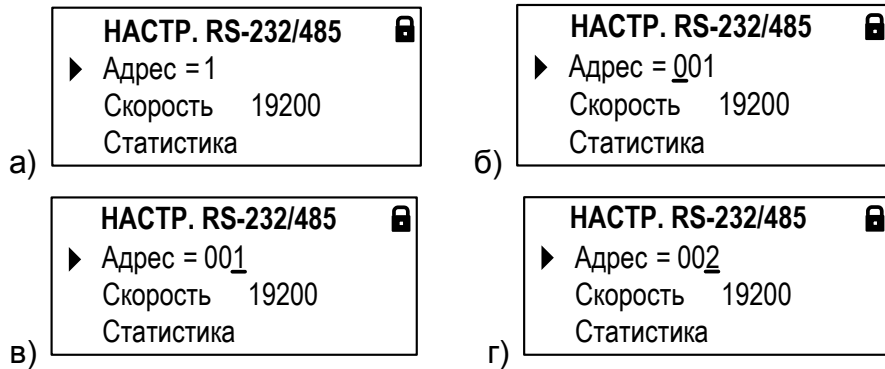 а)
НАСТР. RS-232/485
Адрес = 1
Скорость 19200
Статистика
б)
НАСТР. RS-232/485
Адрес = 001
Скорость 19200
Статистика
в)
НАСТР. RS-232/485
Адрес = 001
Скорость 19200
Статистика
г)
НАСТР. RS-232/485
Адрес = 002
Скорость 19200
Статистика